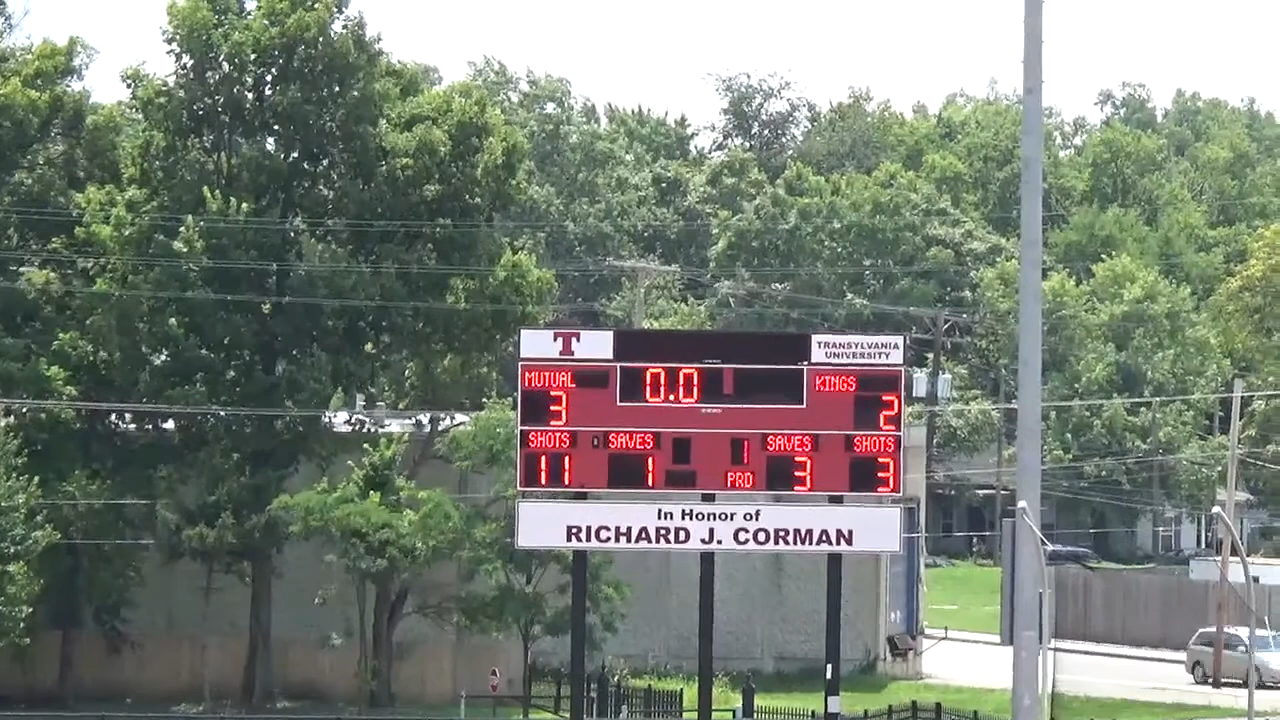 T
TRANSYLVANIA
UNIVERSITY
MUTUAL
0.0
KINGS
3
2
SHOTS
SAVES
SAVES
SHOTS
11
1
1
PRD
3
3
In Honor of
RICHARD J. CORMAN